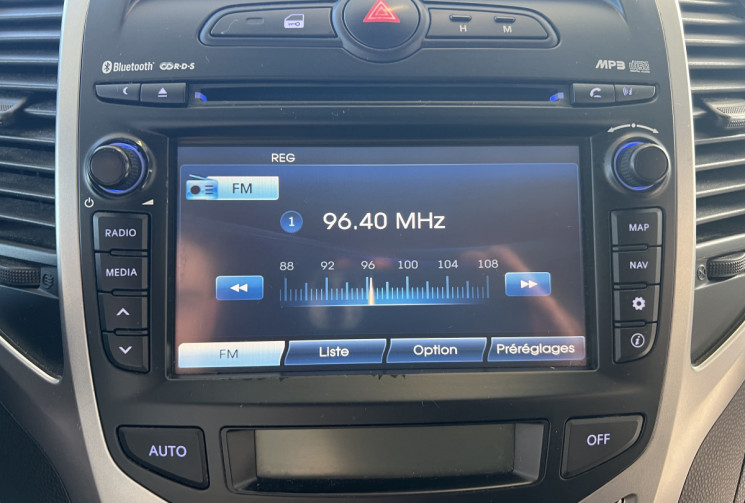 H M
Bluetooth R·D·S
MP3
REG
FM
1 96.40 MHz
88 92 96 100 104 108
FM Liste Option Préréglages
RADIO
MEDIA
MAP
NAV
AUTO
OFF